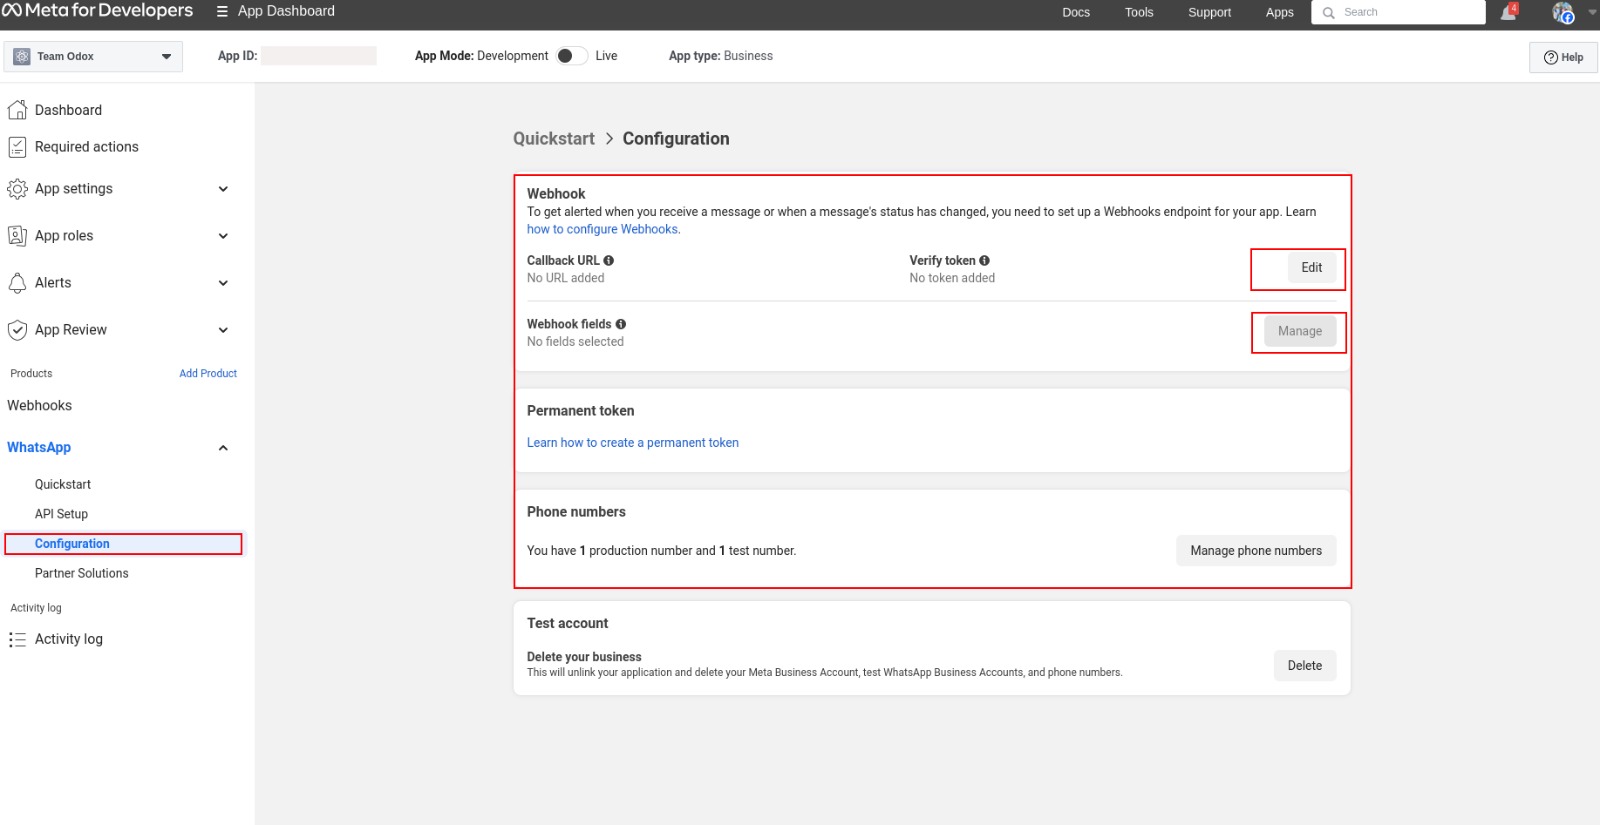 Meta for Developers
App Dashboard
Docs
Tools
Support
Apps
Search
4
Team Odox
App ID:
App Mode: Development
Live
App type: Business
Help
Dashboard
Required actions
App settings
App roles
Alerts
App Review
Products
Add Product
Webhooks
WhatsApp
Quickstart
API Setup
Configuration
Partner Solutions
Activity log
Activity log
Quickstart > Configuration
Webhook
To get alerted when you receive a message or when a message's status has changed, you need to set up a Webhooks endpoint for your app. Learn
how to configure Webhooks.
Callback URL
No URL added
Verify token
No token added
Edit
Webhook fields
No fields selected
Manage
Permanent token
Learn how to create a permanent token
Phone numbers
You have 1 production number and 1 test number.
Manage phone numbers
Test account
Delete your business
This will unlink your application and delete your Meta Business Account, test WhatsApp Business Accounts, and phone numbers.
Delete